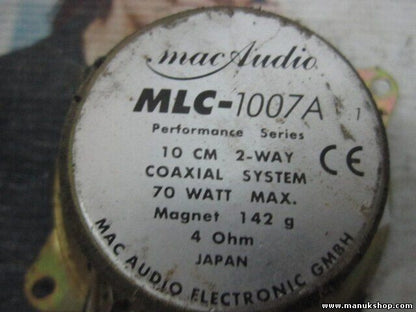 macAudio
MLC-1007A 1
Performance Series
10 CM 2-WAY
COAXIAL SYSTEM CE
70 WATT MAX.
Magnet 142 g
4 Ohm
JAPAN
MAC AUDIO ELECTRONIC GMBH
www.manukshop.com